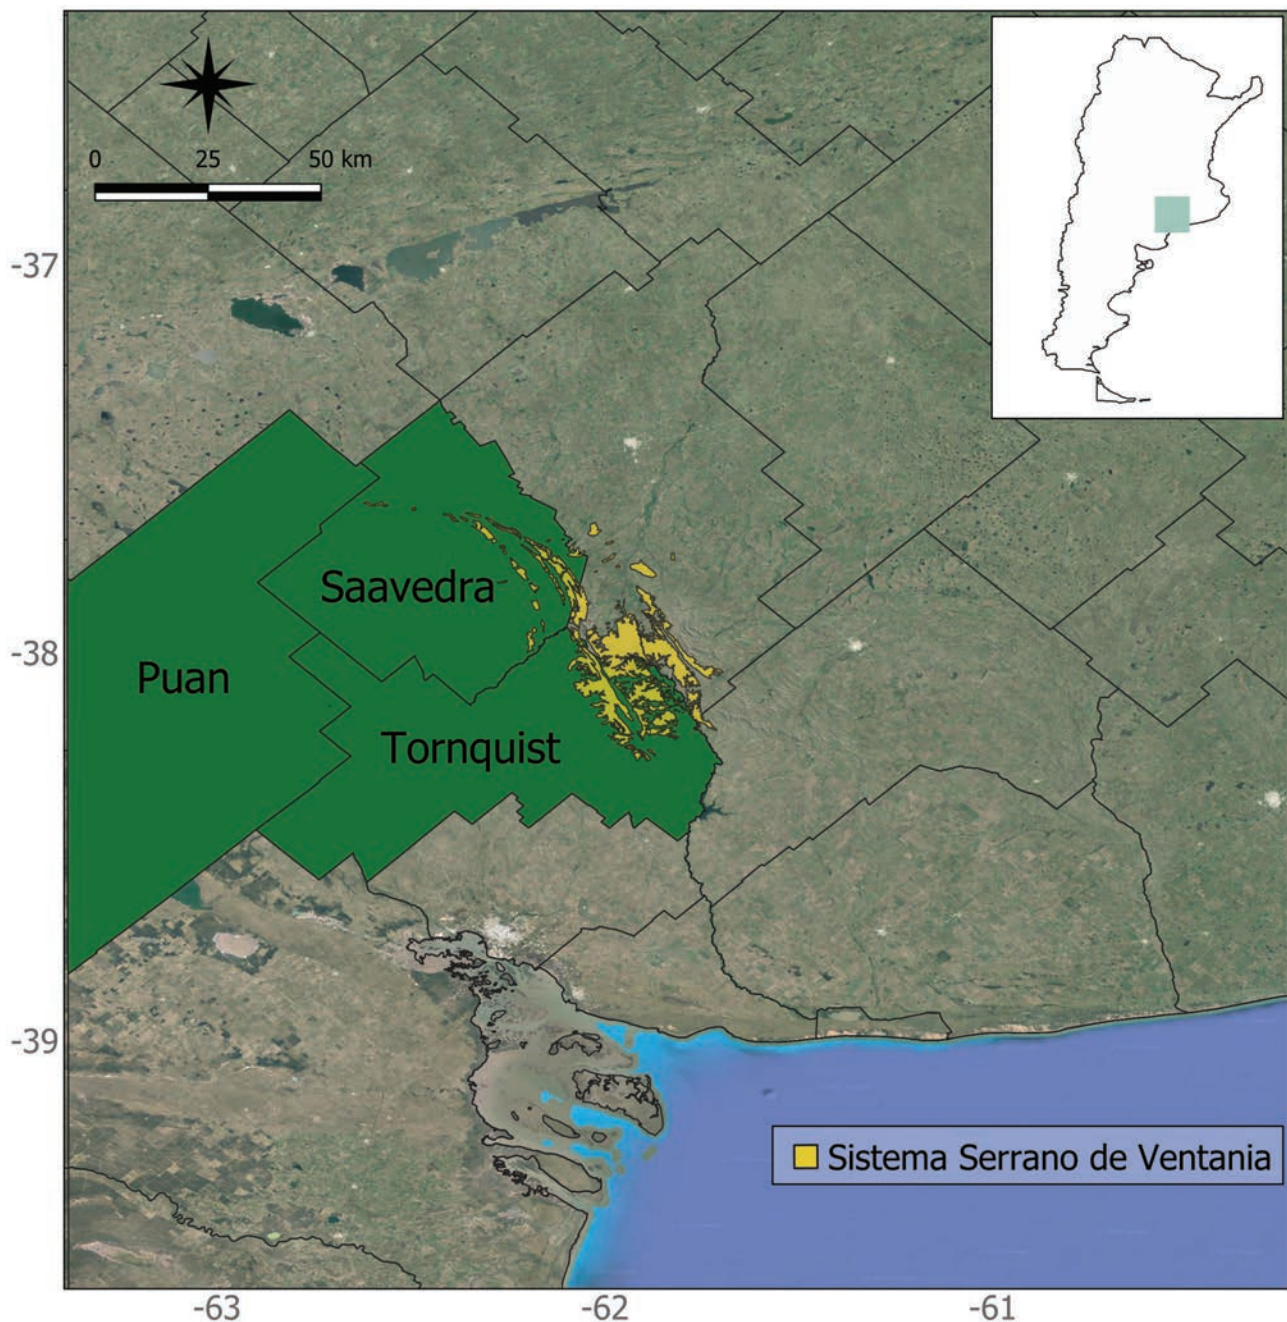 0 25 50 km
-37
Saavedra
-38
Puan
Tornquist
-39
Sistema Serrano de Ventania
-63 -62 -61